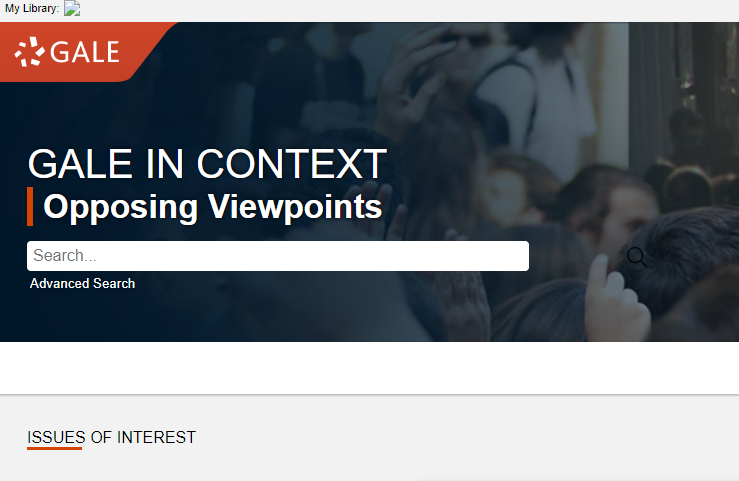 My Library:
GALE
GALE IN CONTEXT
Opposing Viewpoints
Search...
Advanced Search
ISSUES OF INTEREST